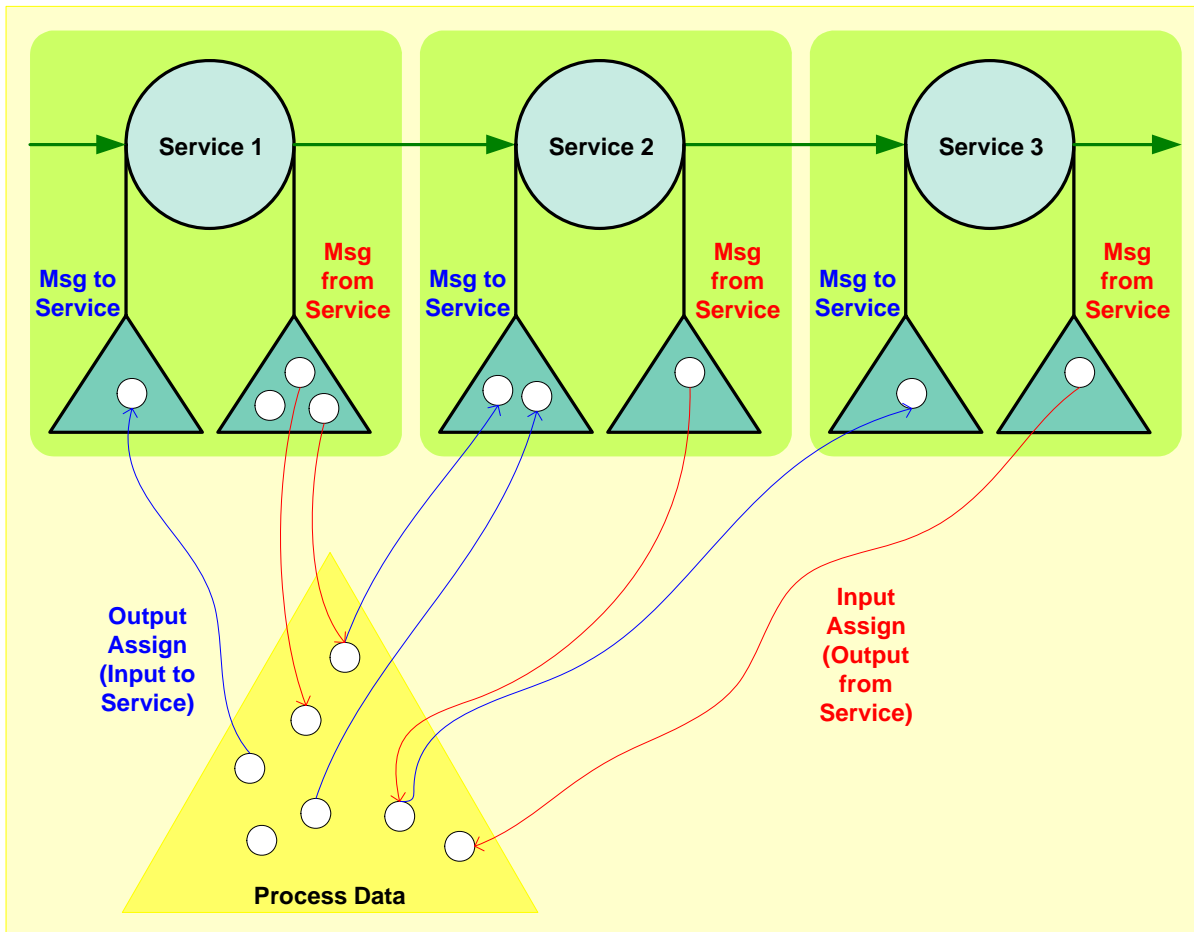 Service 1
Service 2
Service 3
Msg to
Service
Msg
from
Service
Msg to
Service
Msg
from
Service
Msg to
Service
Msg
from
Service
Output
Assign
(Input to
Service)
Input
Assign
(Output
from
Service)
Process Data